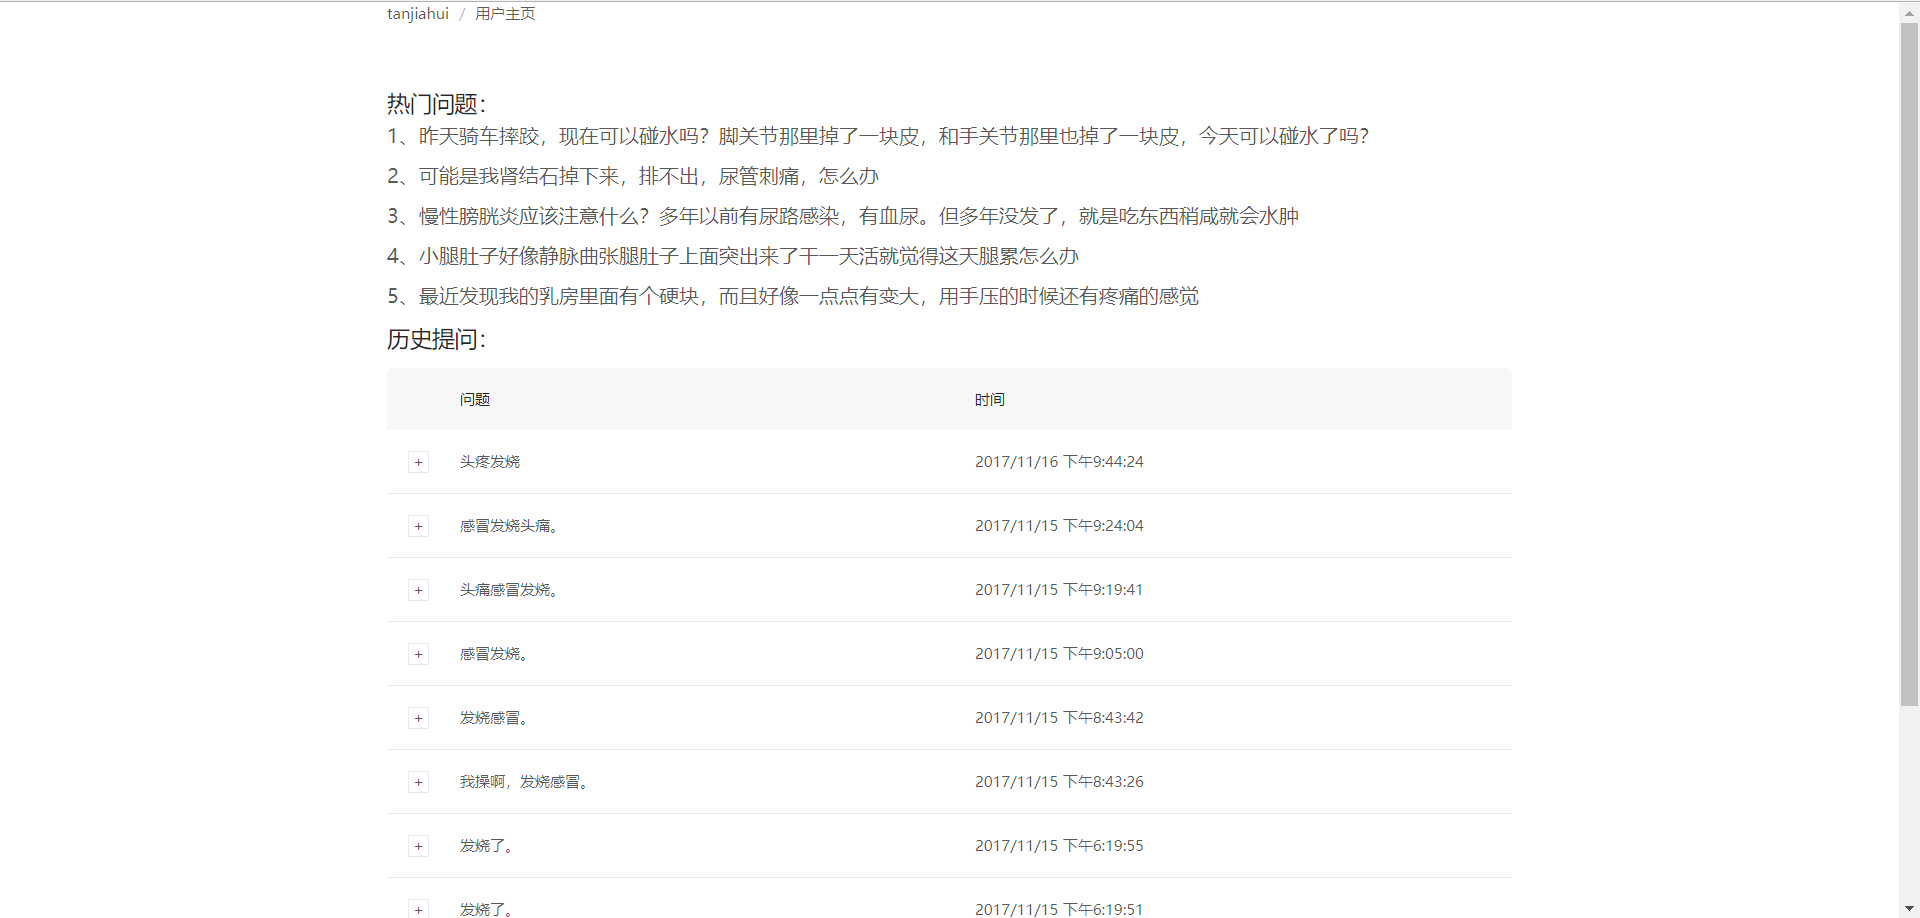 tanjiahui / 用户主页
热门问题：
1、昨天骑车摔跤，现在可以碰水吗？脚关节那里掉了一块皮，和手关节那里也掉了一块皮，今天可以碰水了吗？
2、可能是我肾结石掉下来，排不出，尿管刺痛，怎么办
3、慢性膀胱炎应该注意什么？多年以前有尿路感染，有血尿。但多年没发了，就是吃东西稍咸就会水肿
4、小腿肚子好像静脉曲张腿肚子上面突出来了干一天活就觉得这天腿累怎么办
5、最近发现我的乳房里面有个硬块，而且好像一点点有变大，用手压的时候还有疼痛的感觉
历史提问：
问题 时间
+ 头疼发烧 2017/11/16 下午9:44:24
+ 感冒发烧头痛。 2017/11/15 下午9:24:04
+ 头痛感冒发烧。 2017/11/15 下午9:19:41
+ 感冒发烧。 2017/11/15 下午9:05:00
+ 发烧感冒。 2017/11/15 下午8:43:42
+ 我操啊，发烧感冒。 2017/11/15 下午8:43:26
+ 发烧了。 2017/11/15 下午6:19:55
+ 发烧了。 2017/11/15 下午6:19:51